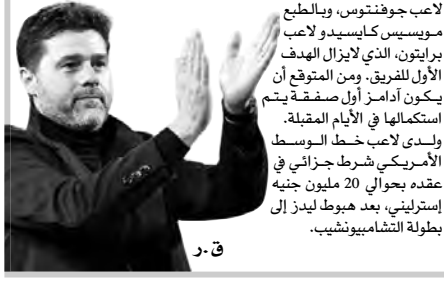 لاعب جوفنتوس، وبالطبع
مويسيس كايسيدو لاعب
برايتون، الذي لايزال الهدف
الأول للفريق. ومن المتوقع أن
يكون آدامز أول صفقة يتم
استكمالها في الأيام المقبلة.
ولدى لاعب خط الوسط
الأمريكي شرط جزائي في
عقده بحوالي 20 مليون جنيه
إسترليني، بعد هبوط ليدز إلى
بطولة التشامبيونشيب.
ق.ر